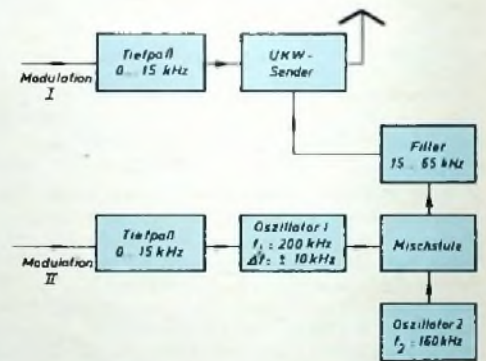 Tiefpaß
0...15 kHz
UKW-
Sender
Modulation
I
Filter
15...65 kHz
Tiefpaß
0...15 kHz
Oszillator 1
f₁ = 200 kHz
Δf = ± 10 kHz
Mischstufe
Modulation
II
Oszillator 2
f₂ = 160 kHz